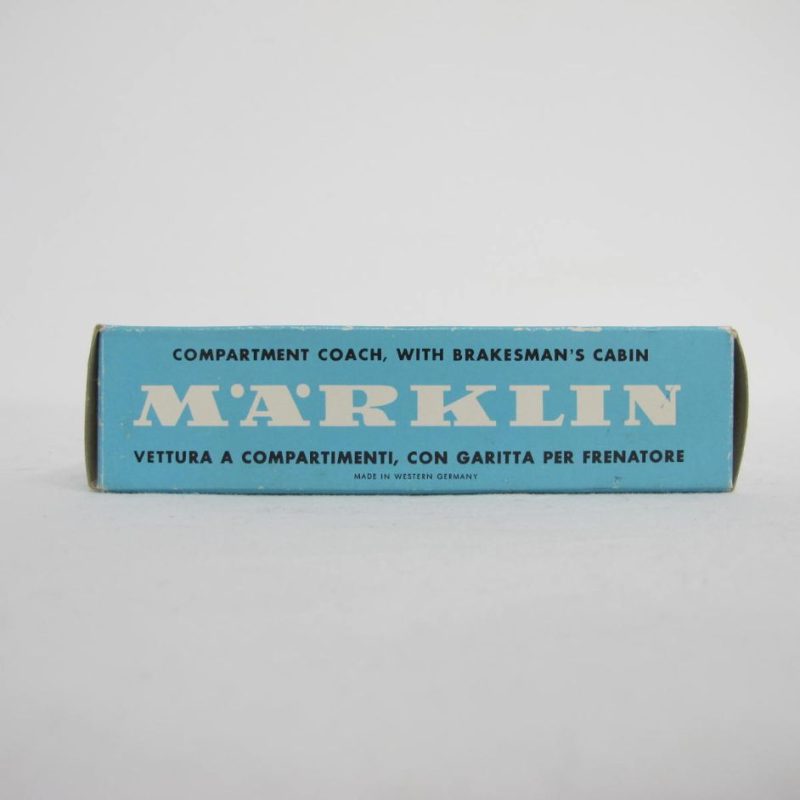 COMPARTMENT COACH, WITH BRAKESMAN'S CABIN
MÄRKLIN
VETTURA A COMPARTIMENTI, CON GARITTA PER FRENATORE
MADE IN WESTERN GERMANY